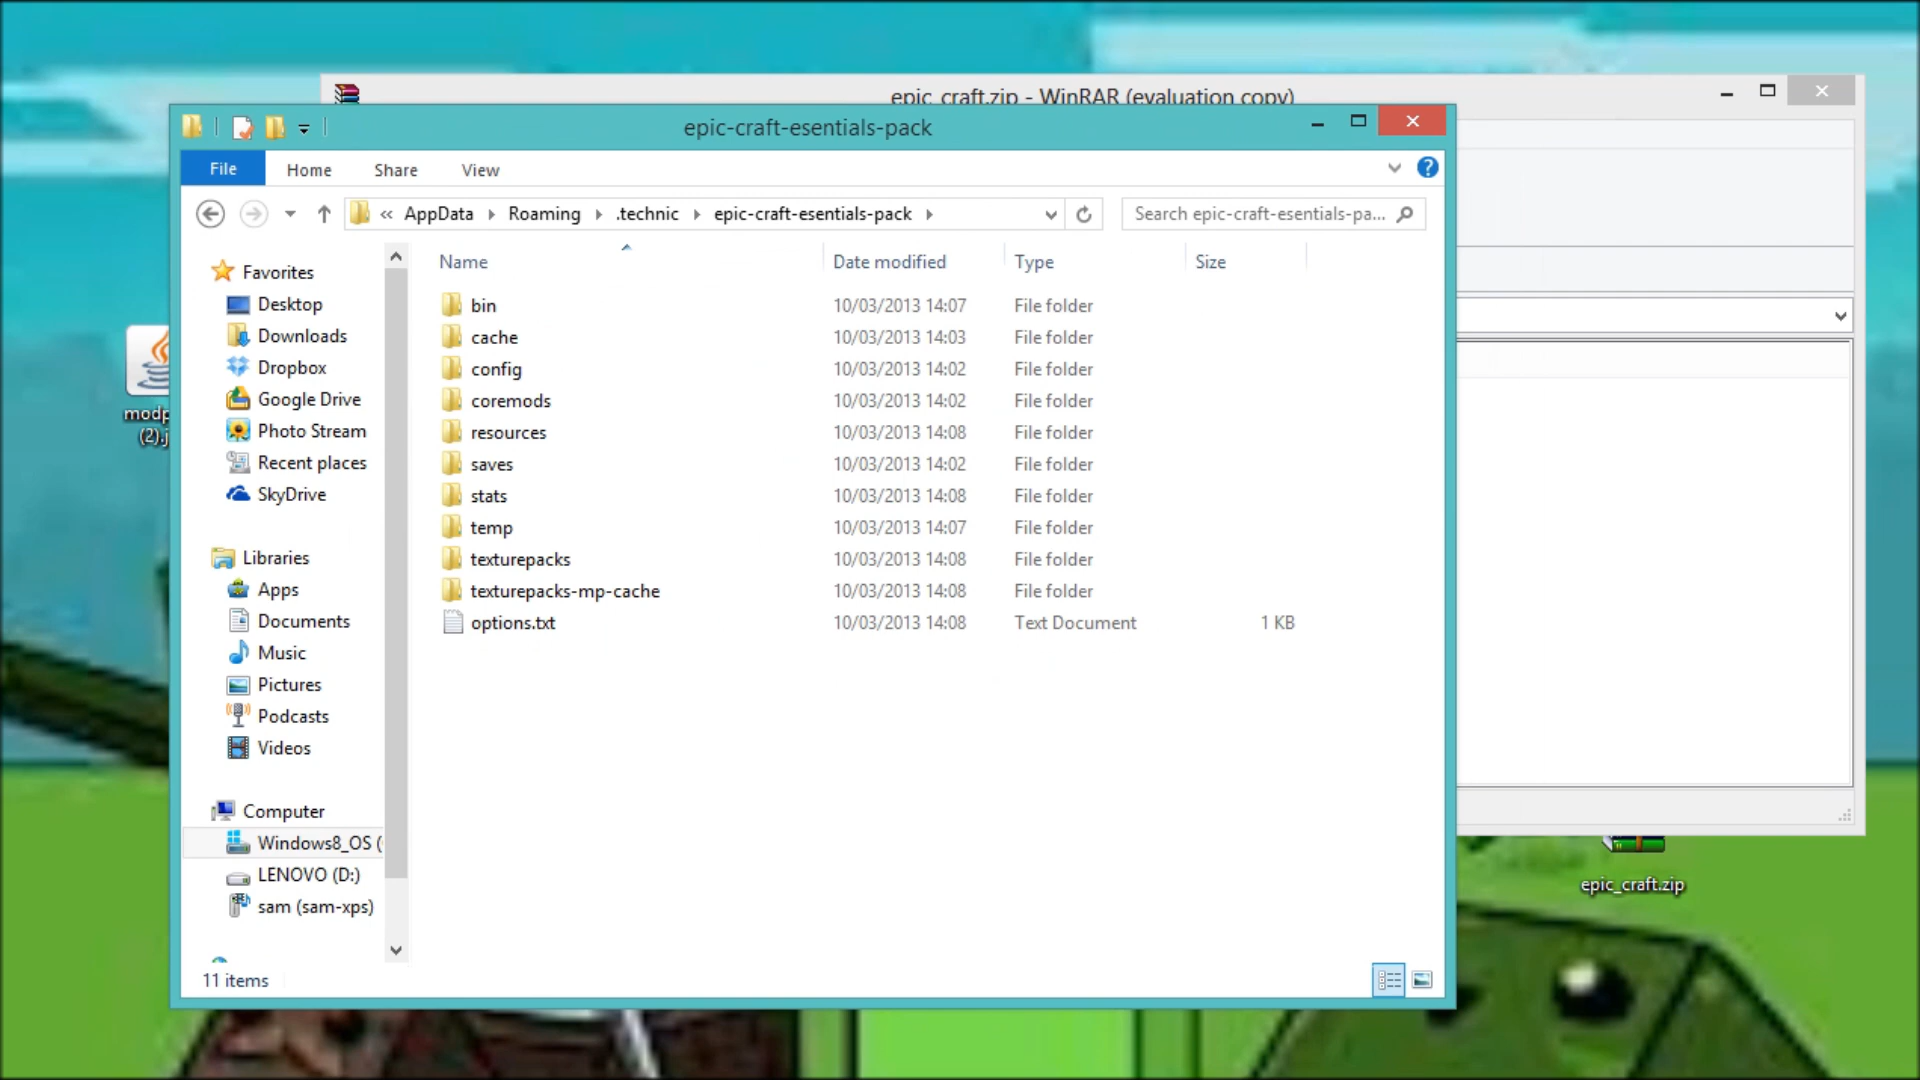 epic_craft.zip - WinRAR (evaluation copy)
epic-craft-esentials-pack
File Home Share View
« AppData Roaming .technic epic-craft-esentials-pack
Search epic-craft-esentials-pa...
Name Date modified Type Size
bin 10/03/2013 14:07 File folder
cache 10/03/2013 14:03 File folder
config 10/03/2013 14:02 File folder
coremods 10/03/2013 14:02 File folder
resources 10/03/2013 14:08 File folder
saves 10/03/2013 14:02 File folder
stats 10/03/2013 14:08 File folder
temp 10/03/2013 14:07 File folder
texturepacks 10/03/2013 14:08 File folder
texturepacks-mp-cache 10/03/2013 14:08 File folder
options.txt 10/03/2013 14:08 Text Document 1 KB
Favorites
Desktop
Downloads
Dropbox
Google Drive
Photo Stream
Recent places
SkyDrive
Libraries
Apps
Documents
Music
Pictures
Podcasts
Videos
Computer
Windows8_OS (
LENOVO (D:)
sam (sam-xps)
11 items
modp
(2).j
epic_craft.zip